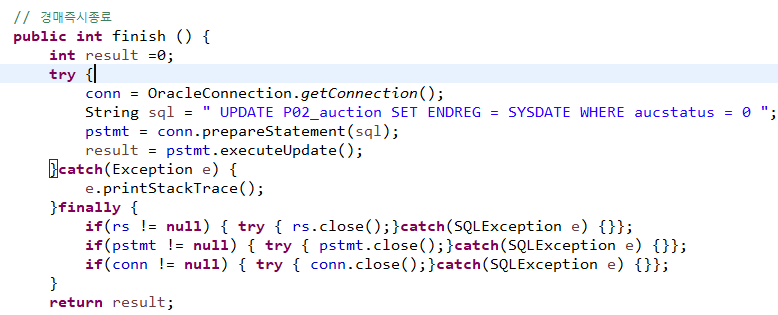 // 경매즉시종료
public int finish () {
    int result =0;
    try {
        conn = OracleConnection.getConnection();
        String sql = " UPDATE P02_auction SET ENDREG = SYSDATE WHERE aucstatus = 0 ";
        pstmt = conn.prepareStatement(sql);
        result = pstmt.executeUpdate();
    }catch(Exception e) {
        e.printStackTrace();
    }finally {
        if(rs != null) { try { rs.close();}catch(SQLException e) {}};
        if(pstmt != null) { try { pstmt.close();}catch(SQLException e) {}};
        if(conn != null) { try { conn.close();}catch(SQLException e) {}};
    }
    return result;